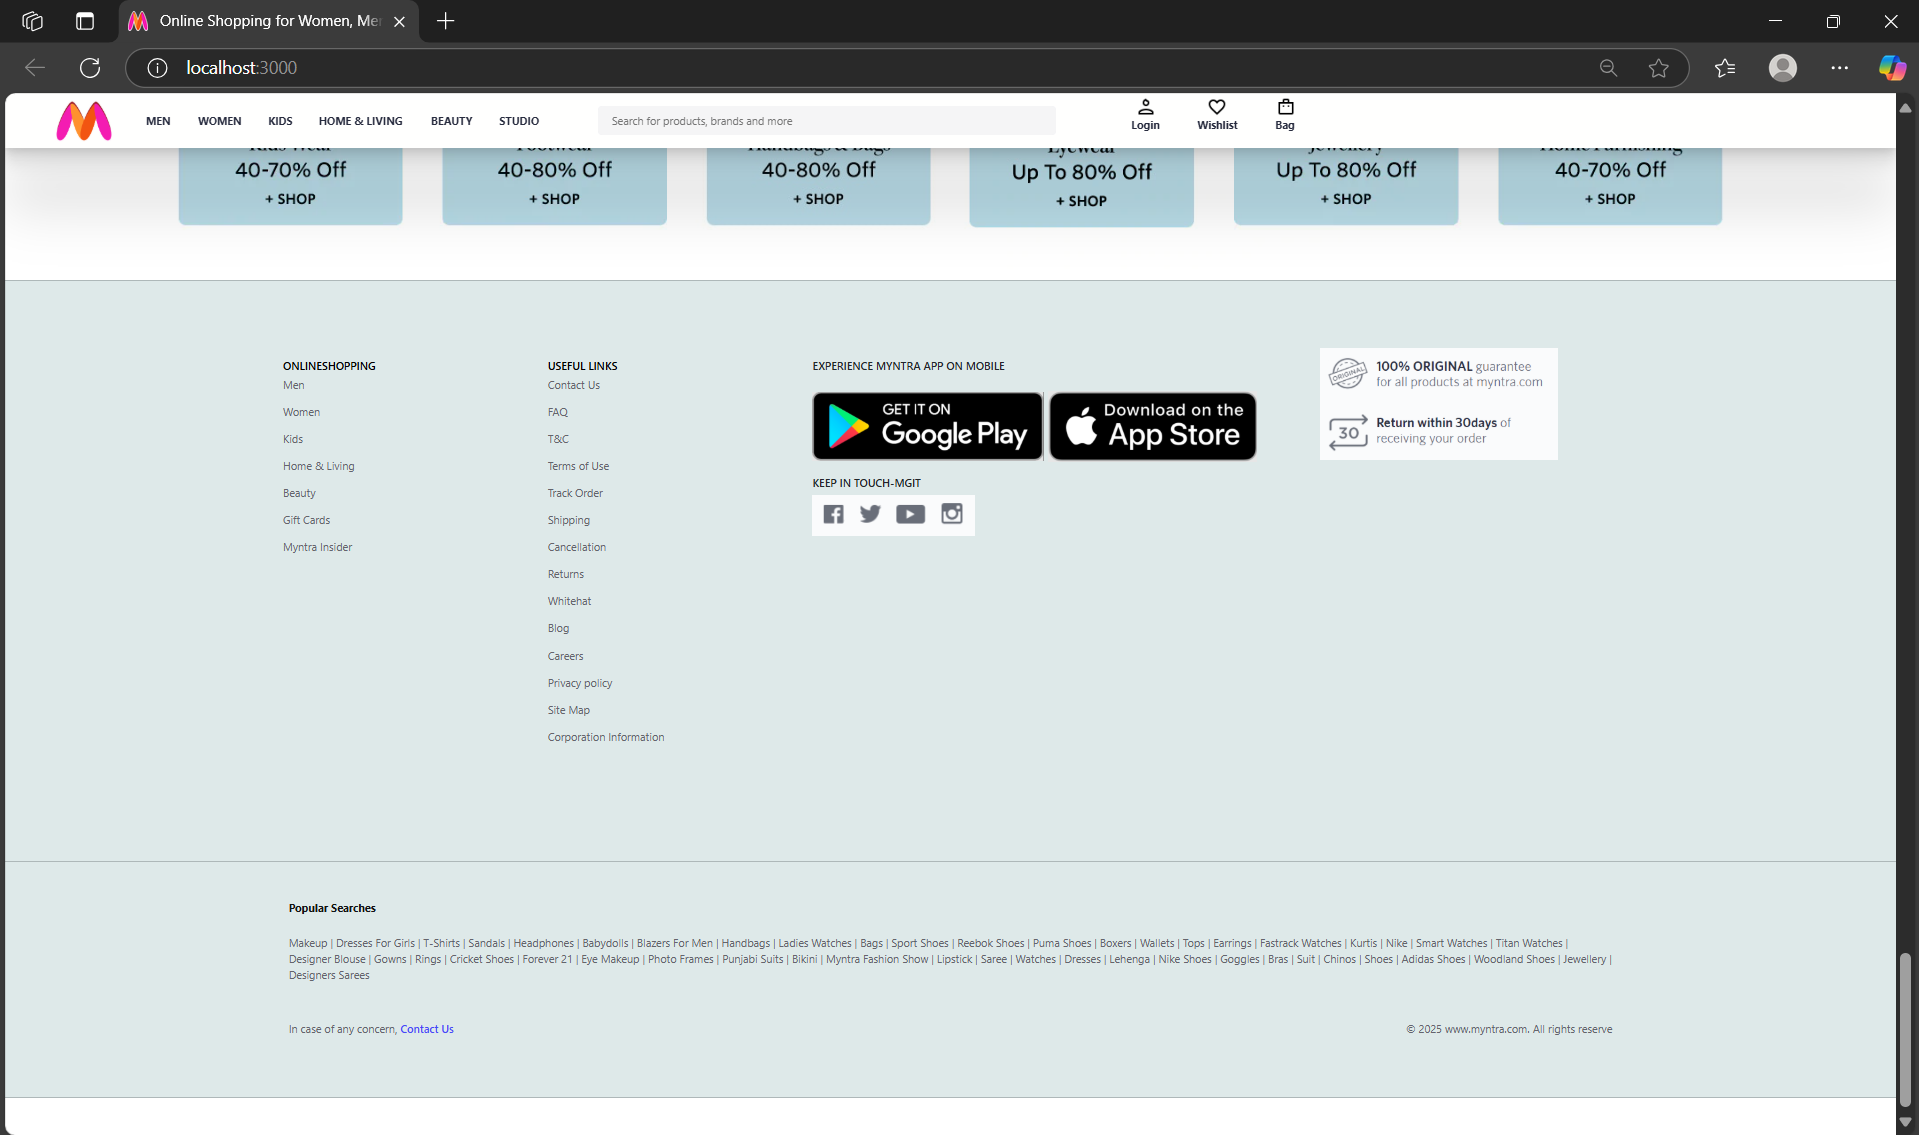 Online Shopping for Women, Me
localhost:3000
MEN WOMEN KIDS HOME & LIVING BEAUTY STUDIO
Search for products, brands and more
Login Wishlist Bag
Kids Wear Footwear Handbags & Bags Eyewear Jewellery Home Furnishing
40-70% Off 40-80% Off 40-80% Off Up To 80% Off Up To 80% Off 40-70% Off
+ SHOP + SHOP + SHOP + SHOP + SHOP + SHOP
ONLINESHOPPING
Men
Women
Kids
Home & Living
Beauty
Gift Cards
Myntra Insider
USEFUL LINKS
Contact Us
FAQ
T&C
Terms of Use
Track Order
Shipping
Cancellation
Returns
Whitehat
Blog
Careers
Privacy policy
Site Map
Corporation Information
EXPERIENCE MYNTRA APP ON MOBILE
GET IT ON
Google Play
Download on the
App Store
KEEP IN TOUCH-MGIT
ORIGINAL
100% ORIGINAL guarantee
for all products at myntra.com
30
Return within 30days of
receiving your order
Popular Searches
Makeup | Dresses For Girls | T-Shirts | Sandals | Headphones | Babydolls | Blazers For Men | Handbags | Ladies Watches | Bags | Sport Shoes | Reebok Shoes | Puma Shoes | Boxers | Wallets | Tops | Earrings | Fastrack Watches | Kurtis | Nike | Smart Watches | Titan Watches |
Designer Blouse | Gowns | Rings | Cricket Shoes | Forever 21 | Eye Makeup | Photo Frames | Punjabi Suits | Bikini | Myntra Fashion Show | Lipstick | Saree | Watches | Dresses | Lehenga | Nike Shoes | Goggles | Bras | Suit | Chinos | Shoes | Adidas Shoes | Woodland Shoes | Jewellery |
Designers Sarees
In case of any concern, Contact Us
© 2025 www.myntra.com. All rights reserve